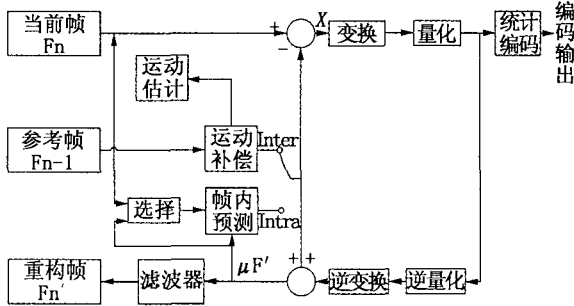 当前帧
Fn
+
−
X
变换
量化
统计
编码
编码输出
运动
估计
参考帧
Fn-1
运动
补偿
Inter
选择
帧内
预测
Intra
重构帧
Fn'
滤波器
μF'
+
+
逆变换
逆量化